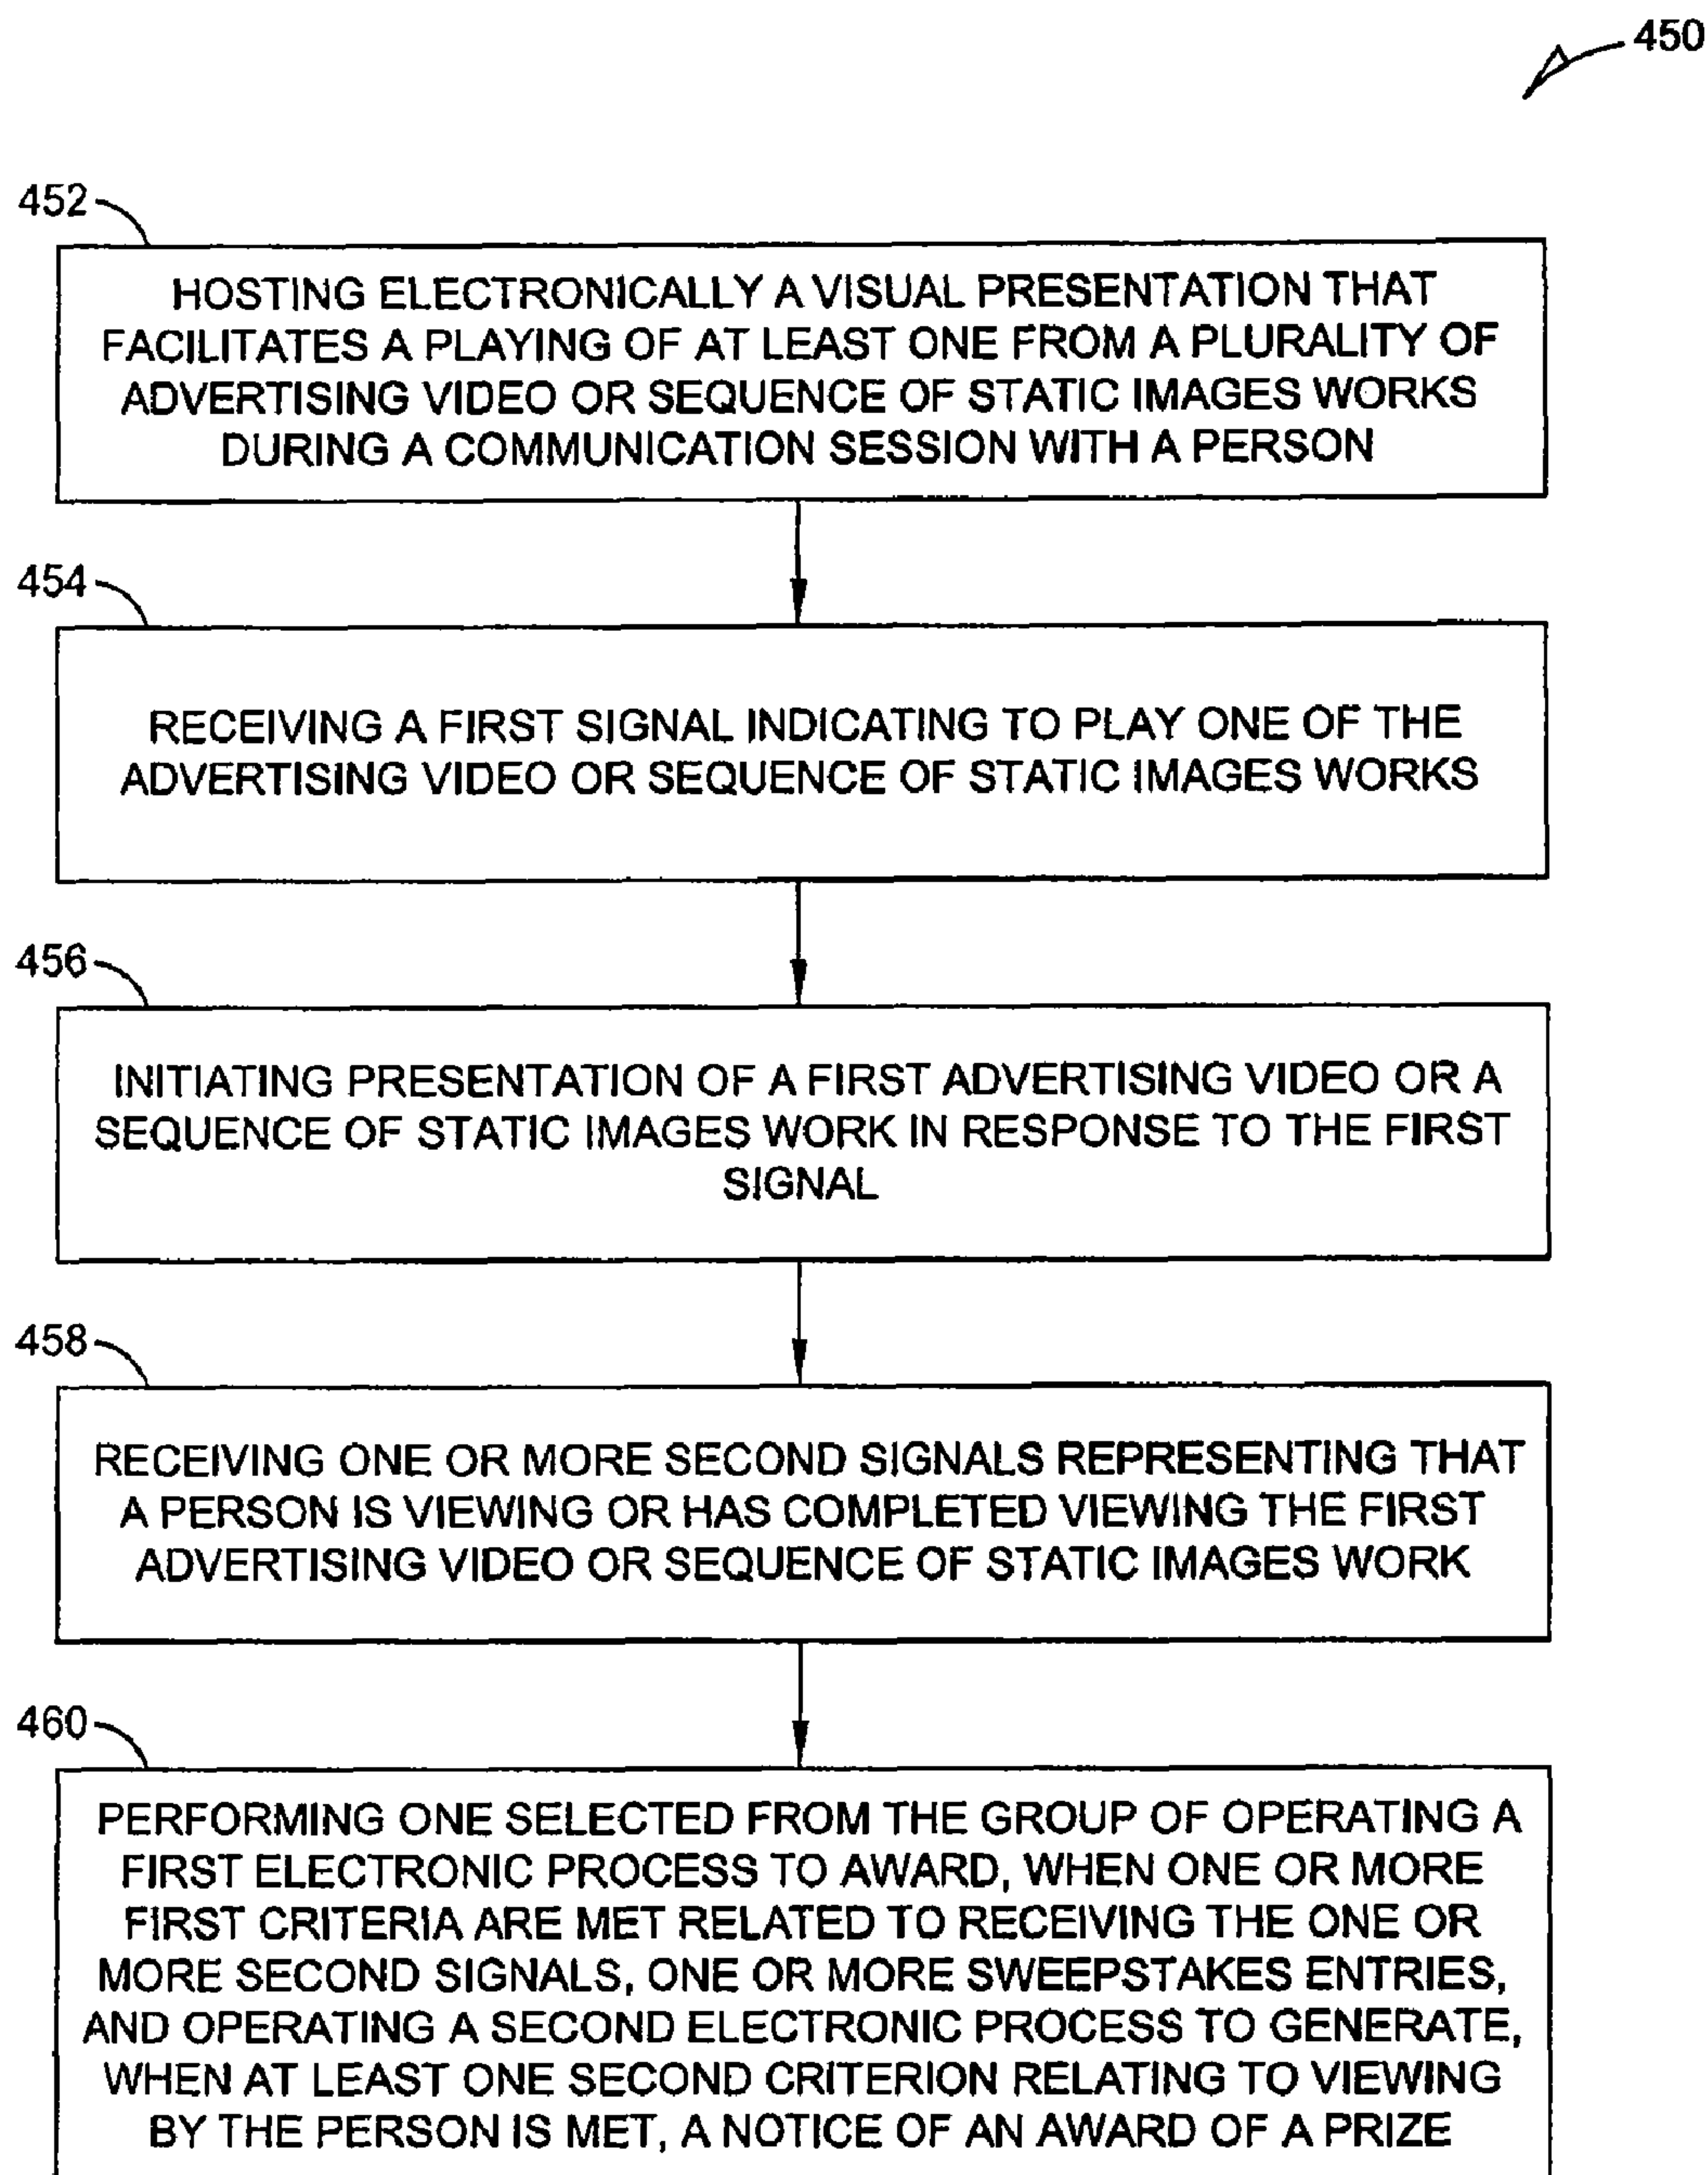 450
452
HOSTING ELECTRONICALLY A VISUAL PRESENTATION THAT
FACILITATES A PLAYING OF AT LEAST ONE FROM A PLURALITY OF
ADVERTISING VIDEO OR SEQUENCE OF STATIC IMAGES WORKS
DURING A COMMUNICATION SESSION WITH A PERSON
454
RECEIVING A FIRST SIGNAL INDICATING TO PLAY ONE OF THE
ADVERTISING VIDEO OR SEQUENCE OF STATIC IMAGES WORKS
456
INITIATING PRESENTATION OF A FIRST ADVERTISING VIDEO OR A
SEQUENCE OF STATIC IMAGES WORK IN RESPONSE TO THE FIRST
SIGNAL
458
RECEIVING ONE OR MORE SECOND SIGNALS REPRESENTING THAT
A PERSON IS VIEWING OR HAS COMPLETED VIEWING THE FIRST
ADVERTISING VIDEO OR SEQUENCE OF STATIC IMAGES WORK
460
PERFORMING ONE SELECTED FROM THE GROUP OF OPERATING A
FIRST ELECTRONIC PROCESS TO AWARD, WHEN ONE OR MORE
FIRST CRITERIA ARE MET RELATED TO RECEIVING THE ONE OR
MORE SECOND SIGNALS, ONE OR MORE SWEEPSTAKES ENTRIES,
AND OPERATING A SECOND ELECTRONIC PROCESS TO GENERATE,
WHEN AT LEAST ONE SECOND CRITERION RELATING TO VIEWING
BY THE PERSON IS MET, A NOTICE OF AN AWARD OF A PRIZE